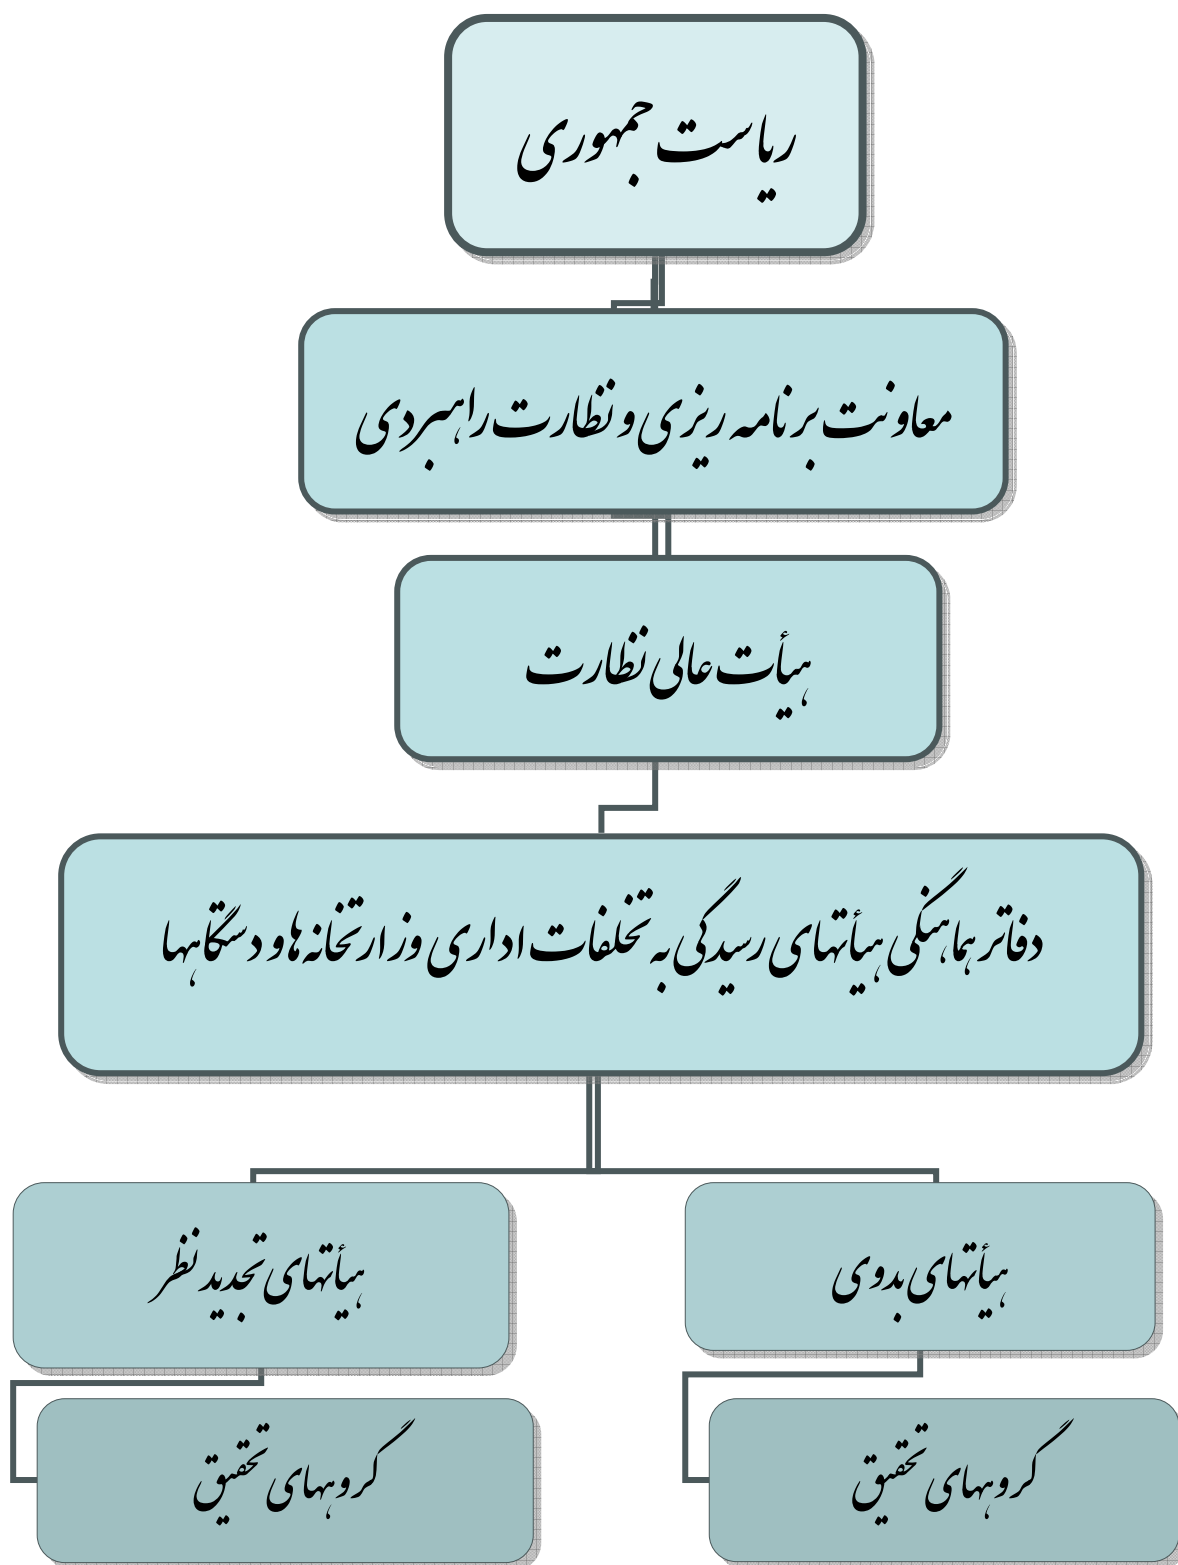 ریاست جمهوری
معاونت برنامه ریزی و نظارت راهبردی
هیأت عالی نظارت
دفاتر هماهنگی هیأتهای رسیدگی به تخلفات اداری وزارتخانه ها و دستگاهها
هیأتهای بدوی
هیأتهای تجدید نظر
گروههای تحقیق
گروههای تحقیق